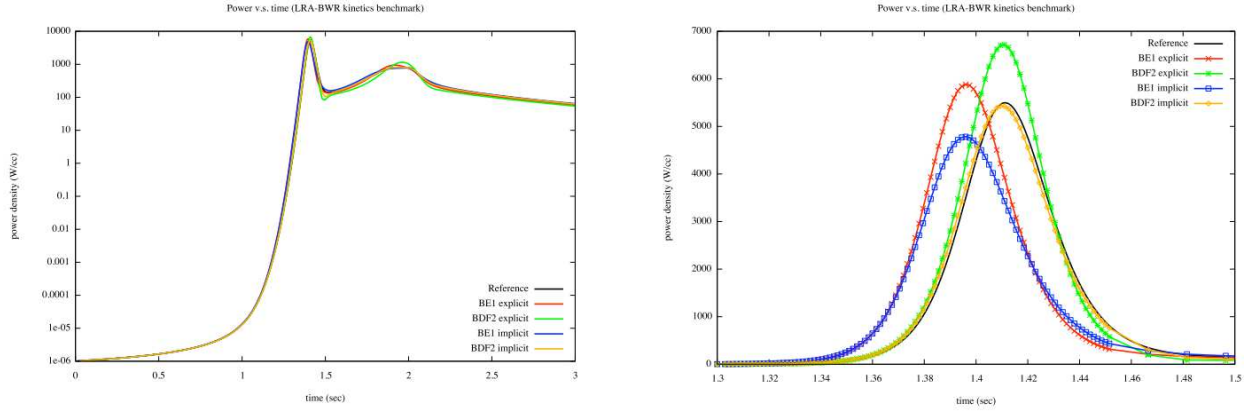 Power v.s. time (LRA-BWR kinetics benchmark)
10000
1000
100
10
1
0.1
0.01
0.001
0.0001
1e-05
1e-06
power density (W/cc)
0 0.5 1 1.5 2 2.5 3
time (sec)
Reference
BE1 explicit
BDF2 explicit
BE1 implicit
BDF2 implicit
Power v.s. time (LRA-BWR kinetics benchmark)
7000
6000
5000
4000
3000
2000
1000
0
power density (W/cc)
1.3 1.32 1.34 1.36 1.38 1.4 1.42 1.44 1.46 1.48 1.5
time (sec)
Reference
BE1 explicit
BDF2 explicit
BE1 implicit
BDF2 implicit